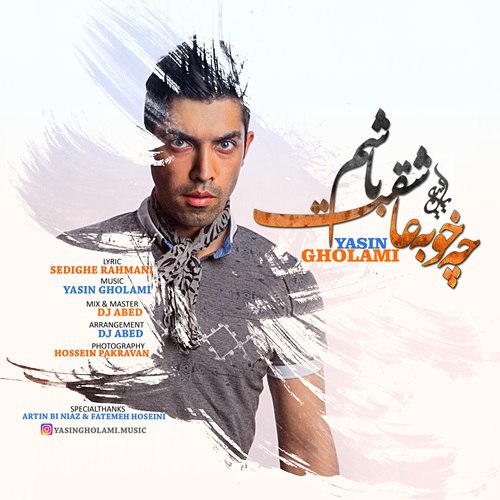 چه خوبه عاشقت باشم
YASIN
GHOLAMI
LYRIC
SEDIGHE RAHMANI
MUSIC
YASIN GHOLAMI
MIX & MASTER
DJ ABED
ARRANGEMENT
DJ ABED
PHOTOGRAPHY
HOSSEIN PAKRAVAN
SPECIALTHANKS
ARTIN BI NIAZ & FATEMEH HOSEINI
YASINGHOLAMI.MUSIC